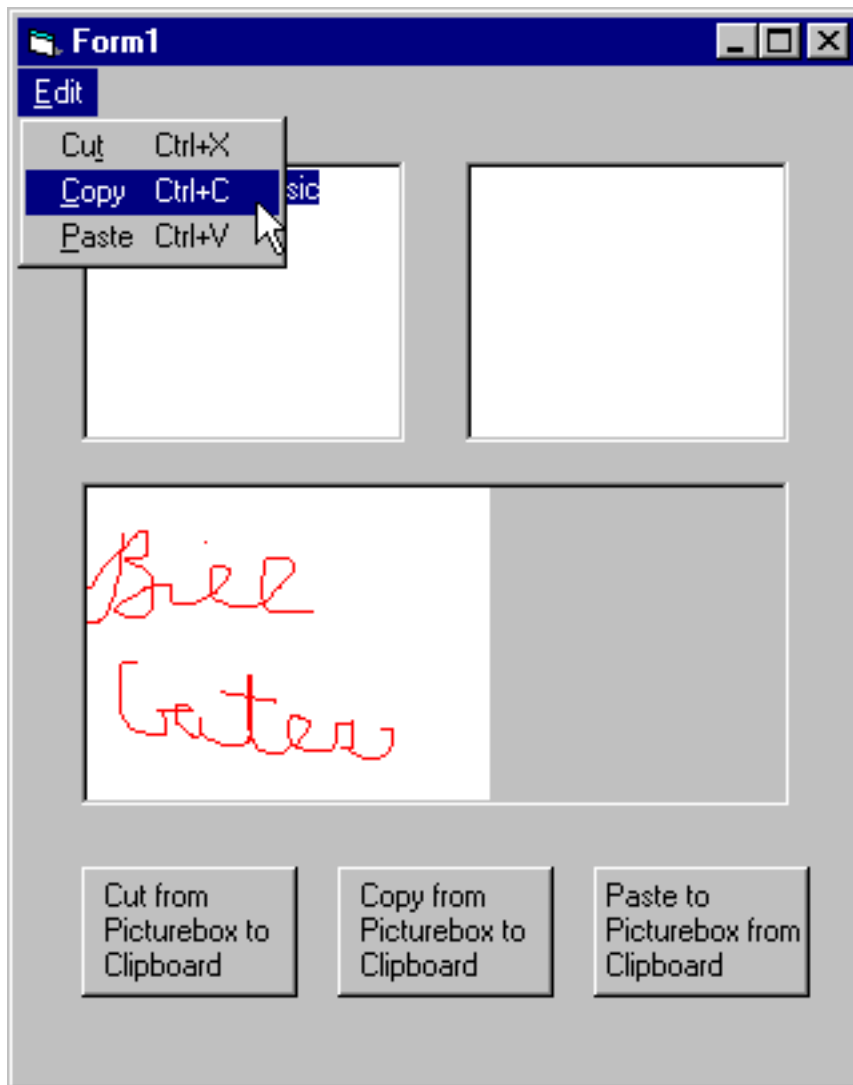 Form1
Edit
Cut Ctrl+X
Copy Ctrl+C
sic
Paste Ctrl+V
Bill
Gates
Cut from
Picturebox to
Clipboard
Copy from
Picturebox to
Clipboard
Paste to
Picturebox from
Clipboard